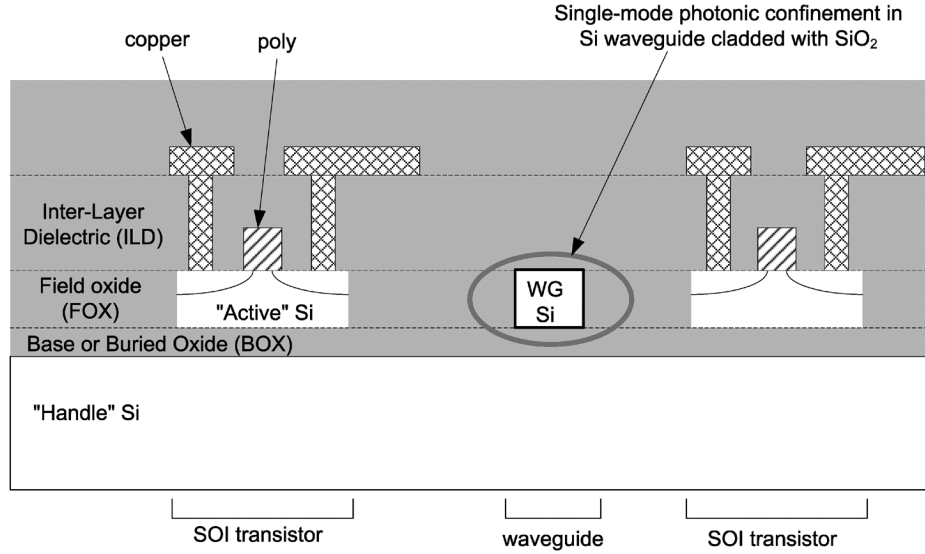 Single-mode photonic confinement in
Si waveguide cladded with SiO₂
copper
poly
Inter-Layer
Dielectric (ILD)
Field oxide
(FOX)
"Active" Si
WG
Si
Base or Buried Oxide (BOX)
"Handle" Si
SOI transistor
waveguide
SOI transistor